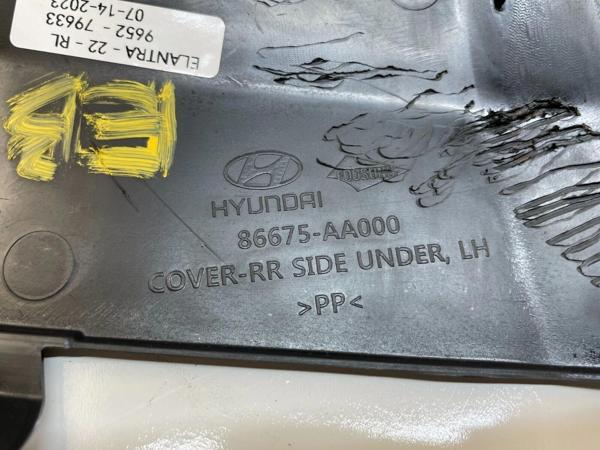 ELANTRA - 22 - RL
9652 - 79633
07-14-2023
HYUNDAI
86675-AA000
COVER-RR SIDE UNDER, LH
>PP<